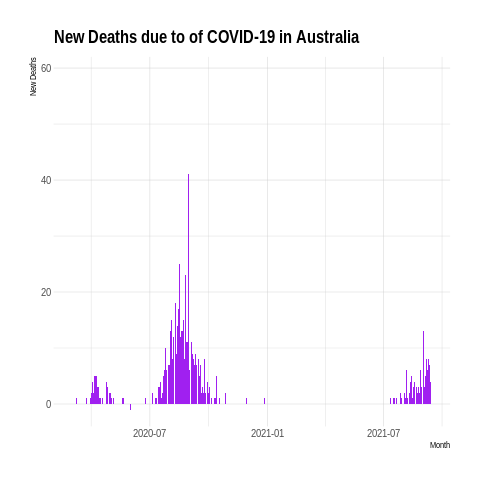 New Deaths due to of COVID-19 in Australia
New Deaths
60
40
20
0
2020-07
2021-01
2021-07
Month